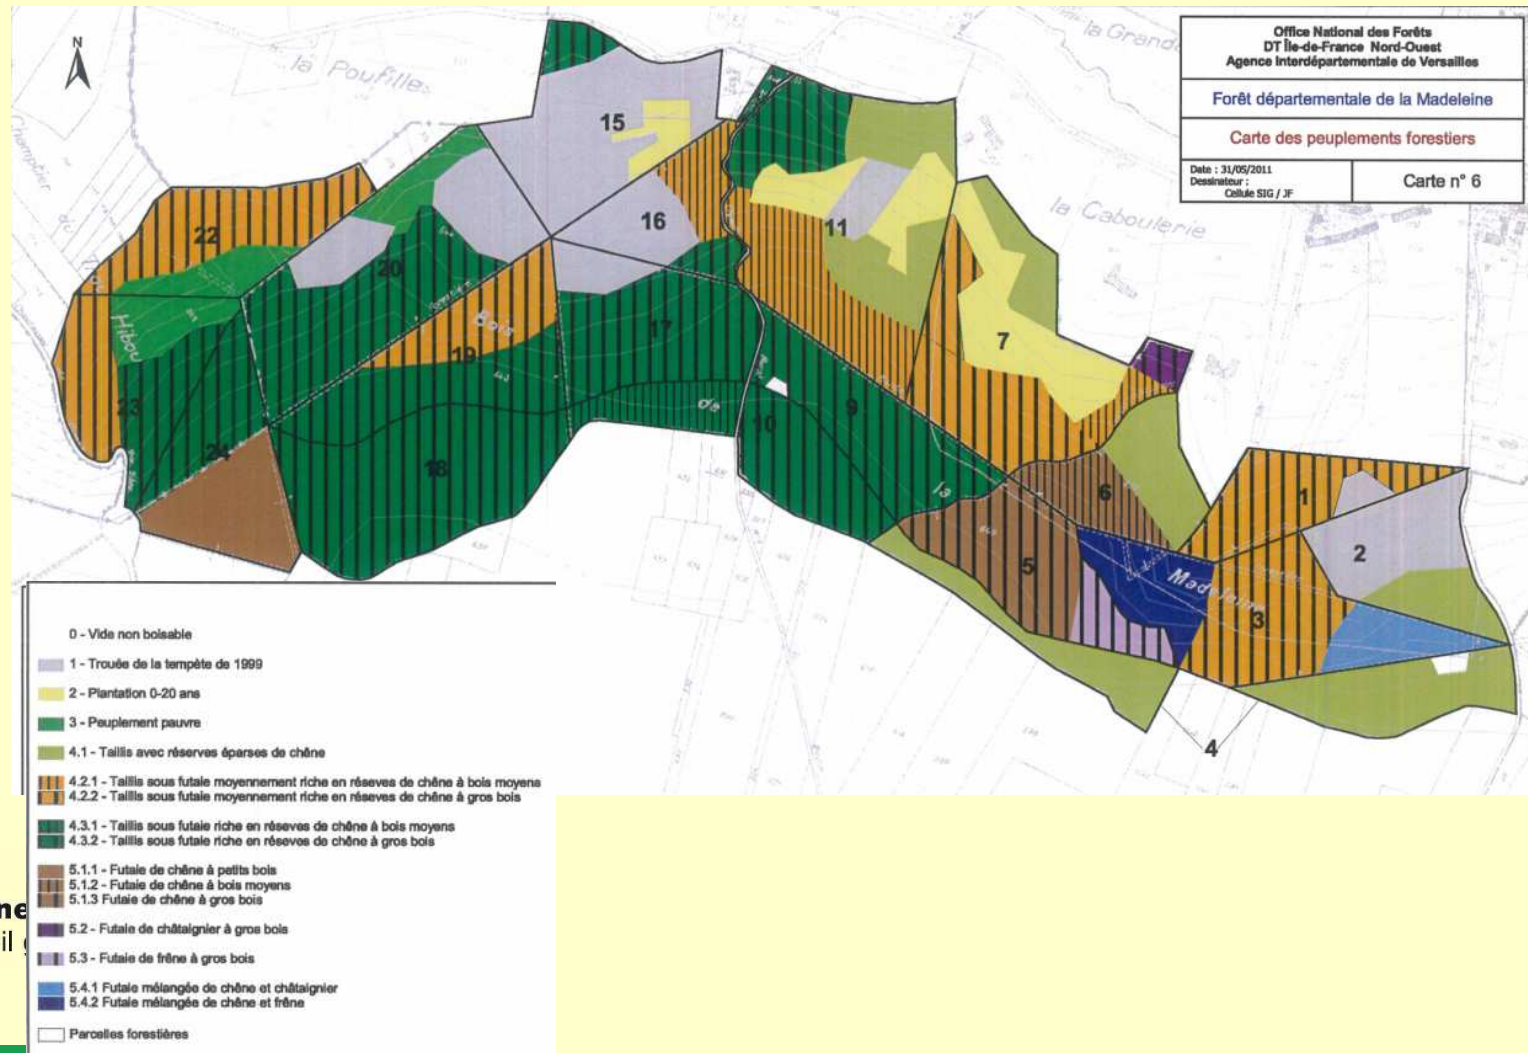 N
la Poufille
la Grand
Office National des Forêts
DT Île-de-France Nord-Ouest
Agence Interdépartementale de Versailles
Forêt départementale de la Madeleine
Carte des peuplements forestiers
Date : 31/05/2011
Dessinateur :
Cellule SIG / JF
Carte n° 6
Champtier
du
la Caboulerie
15
16
11
22
20
Hibou
Bois
19
17
7
23
24
18
de
10
9
la
6
5
1
2
Madeleine
3
4
0 - Vide non boisable
1 - Trouée de la tempète de 1999
2 - Plantation 0-20 ans
3 - Peuplement pauvre
4.1 - Taillis avec réserves éparses de chêne
4.2.1 - Taillis sous futaie moyennement riche en réseves de chêne à bois moyens
4.2.2 - Taillis sous futaie moyennement riche en réseves de chêne à gros bois
4.3.1 - Taillis sous futaie riche en réseves de chêne à bois moyens
4.3.2 - Taillis sous futaie riche en réseves de chêne à gros bois
5.1.1 - Futaie de chêne à petits bois
5.1.2 - Futaie de chêne à bois moyens
5.1.3 Futaie de chêne à gros bois
5.2 - Futaie de châtaignier à gros bois
5.3 - Futaie de frêne à gros bois
5.4.1 Futaie mélangée de chêne et châtaignier
5.4.2 Futaie mélangée de chêne et frêne
Parcelles forestières
ne
il